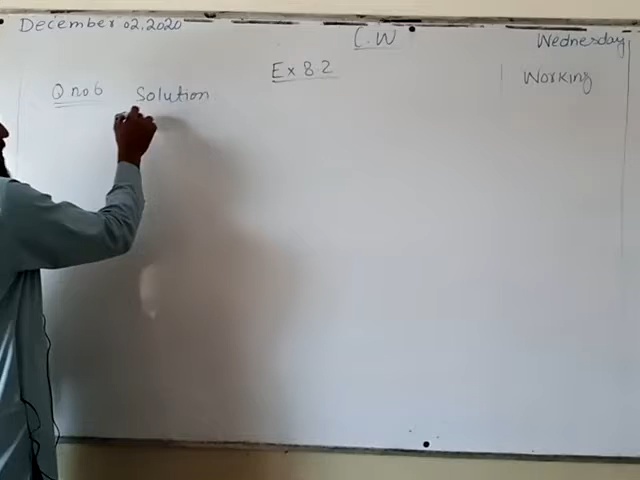 December 02,2020
C.W
Wednesday
Ex 8.2
Working
Q no 6 Solution